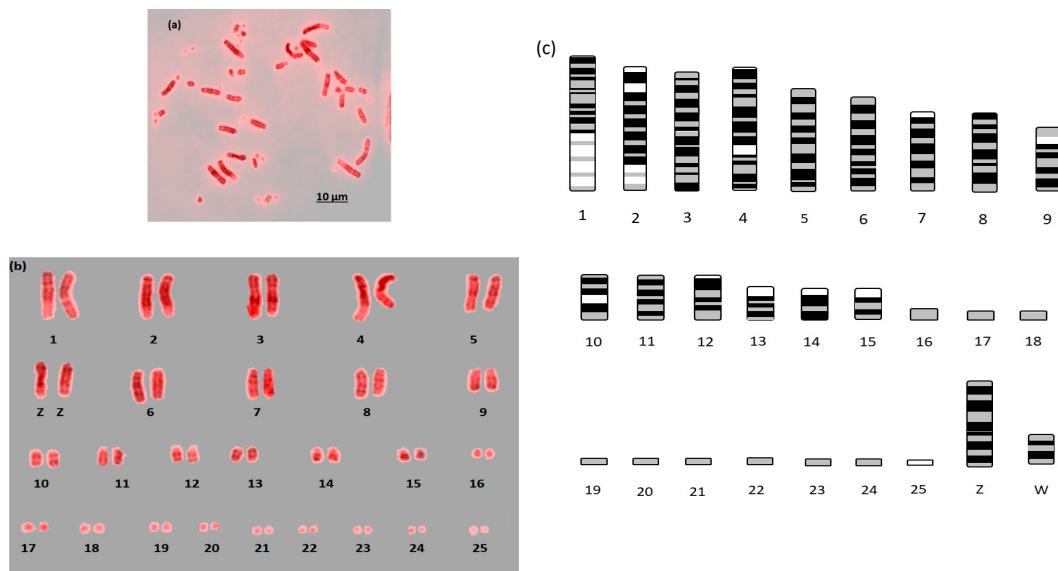 (a)
10 µm
(b)
1 2 3 4 5
Z Z 6 7 8 9
10 11 12 13 14 15 16
17 18 19 20 21 22 23 24 25
(c)
1 2 3 4 5 6 7 8 9
10 11 12 13 14 15 16 17 18
19 20 21 22 23 24 25 Z W